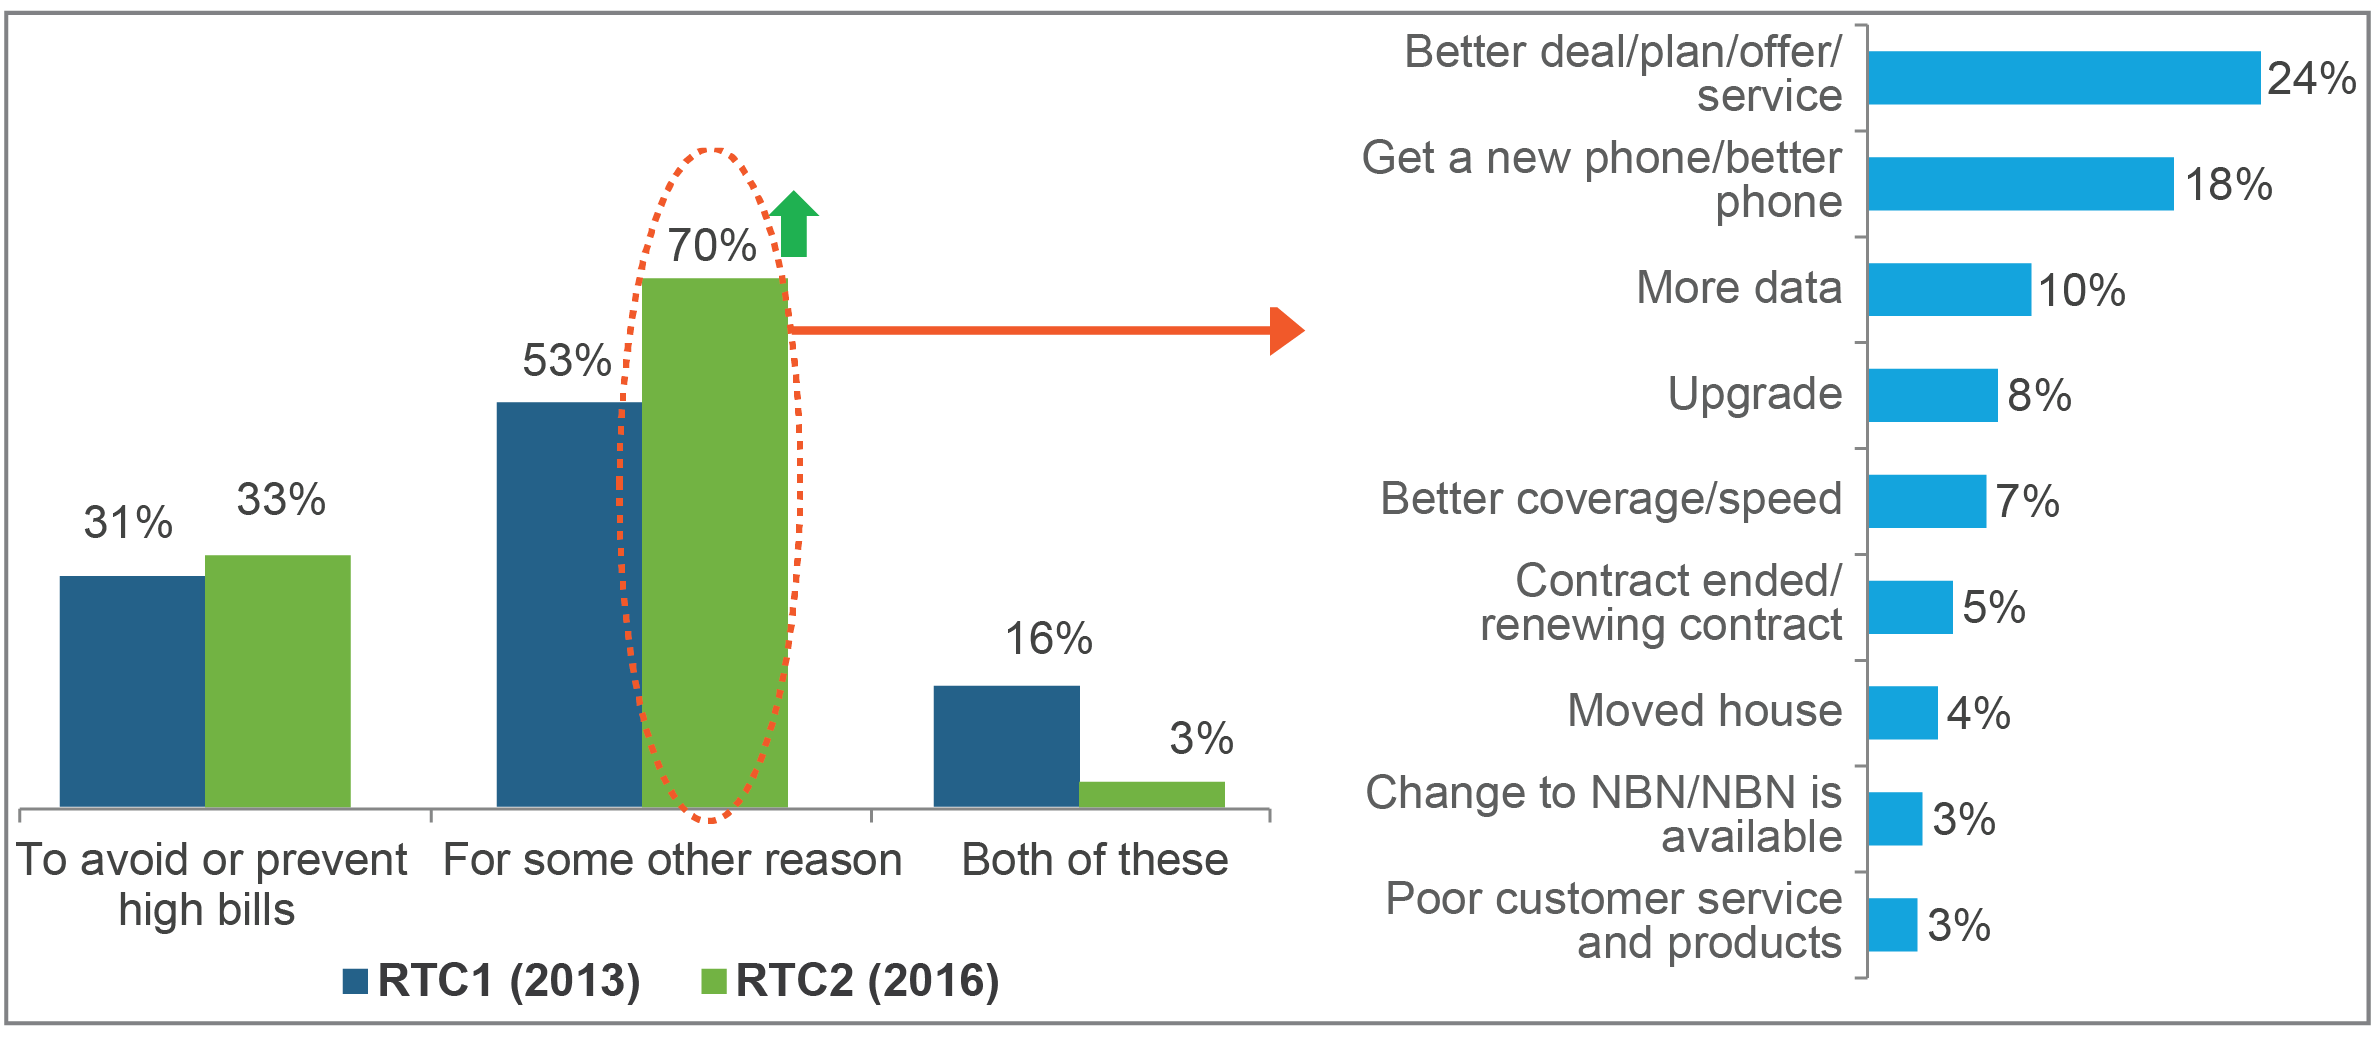 31%
33%
53%
70%
16%
3%
To avoid or prevent
high bills
For some other reason
Both of these
RTC1 (2013)
RTC2 (2016)
Better deal/plan/offer/
service
24%
Get a new phone/better
phone
18%
More data
10%
Upgrade
8%
Better coverage/speed
7%
Contract ended/
renewing contract
5%
Moved house
4%
Change to NBN/NBN is
available
3%
Poor customer service
and products
3%